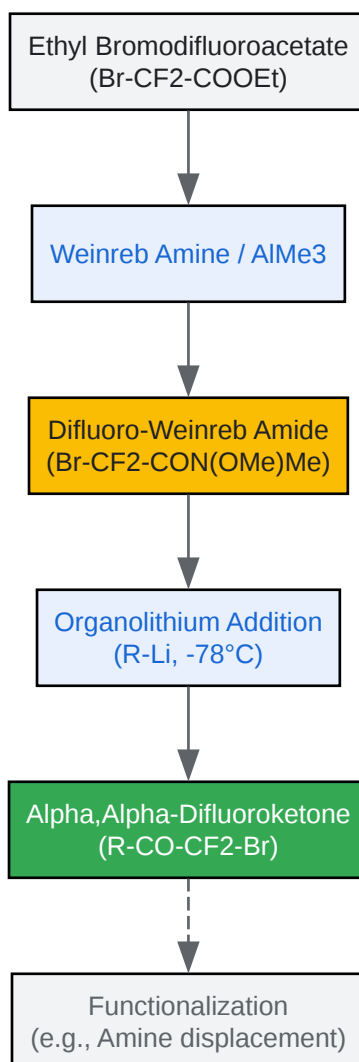 Ethyl Bromodifluoroacetate
(Br-CF2-COOEt)
Weinreb Amine / AlMe3
Difluoro-Weinreb Amide
(Br-CF2-CON(OMe)Me)
Organolithium Addition
(R-Li, -78°C)
Alpha,Alpha-Difluoroketone
(R-CO-CF2-Br)
Functionalization
(e.g., Amine displacement)